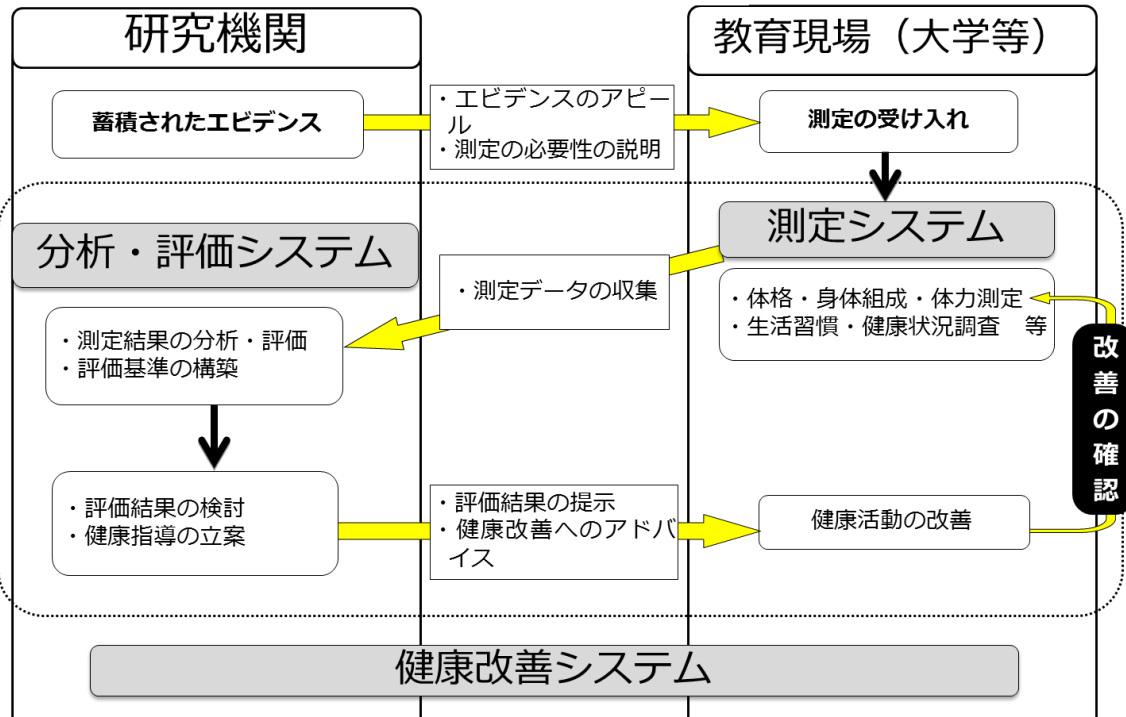 研究機関
教育現場（大学等）
蓄積されたエビデンス
・エビデンスのアピー
ル
・測定の必要性の説明
測定の受け入れ
分析・評価システム
測定システム
・測定データの収集
・体格・身体組成・体力測定
・生活習慣・健康状況調査　等
・測定結果の分析・評価
・評価基準の構築
改善の確認
・評価結果の検討
・健康指導の立案
・評価結果の提示
・健康改善へのアドバ
イス
健康活動の改善
健康改善システム